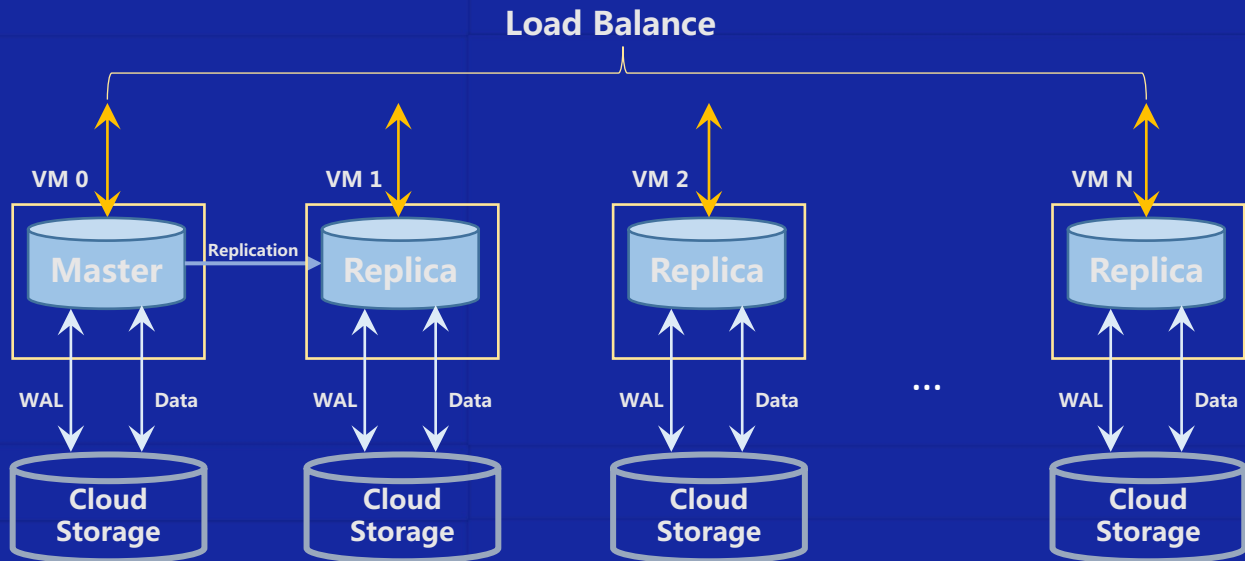 Load Balance
VM 0
VM 1
VM 2
VM N
Master
Replication
Replica
Replica
Replica
...
WAL
Data
WAL
Data
WAL
Data
WAL
Data
Cloud
Storage
Cloud
Storage
Cloud
Storage
Cloud
Storage